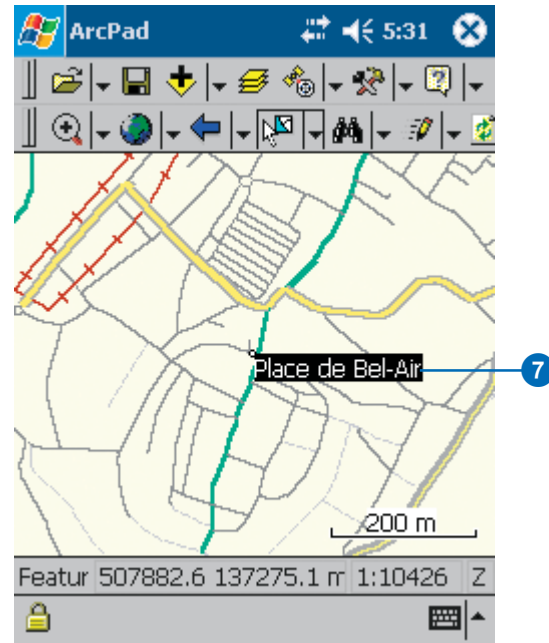 ArcPad 5:31
Place de Bel-Air
7
200 m
Featur 507882.6 137275.1 m 1:10426 Z